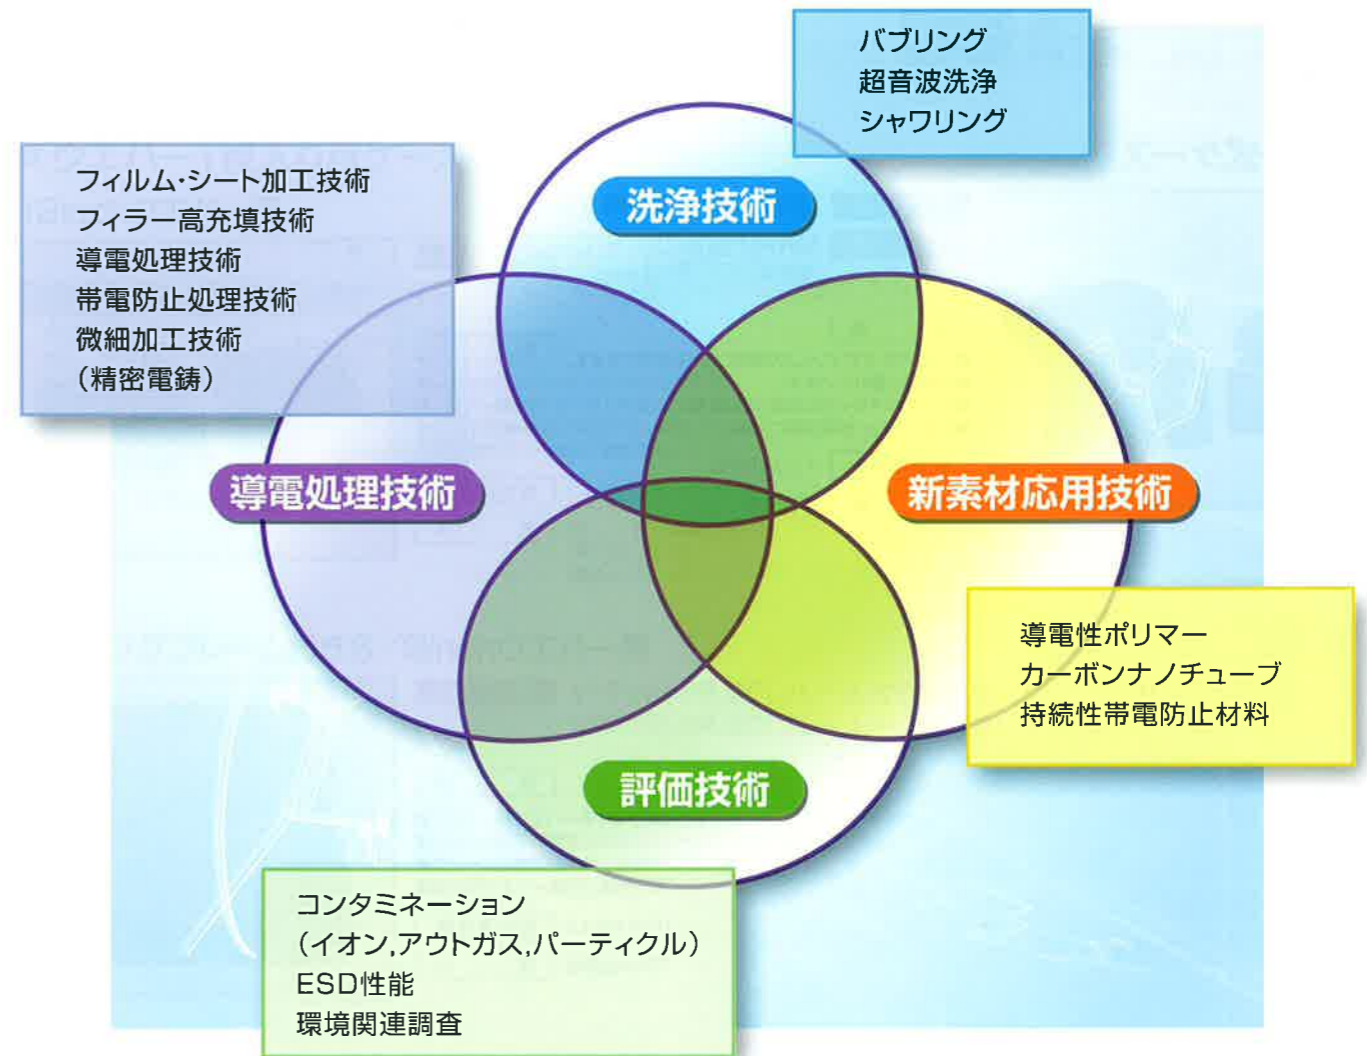 バブリング
超音波洗浄
シャワリング
フィルム・シート加工技術
フィラー高充填技術
導電処理技術
帯電防止処理技術
微細加工技術
（精密電鋳）
洗浄技術
導電処理技術
新素材応用技術
導電性ポリマー
カーボンナノチューブ
持続性帯電防止材料
評価技術
コンタミネーション
（イオン,アウトガス,パーティクル）
ESD性能
環境関連調査